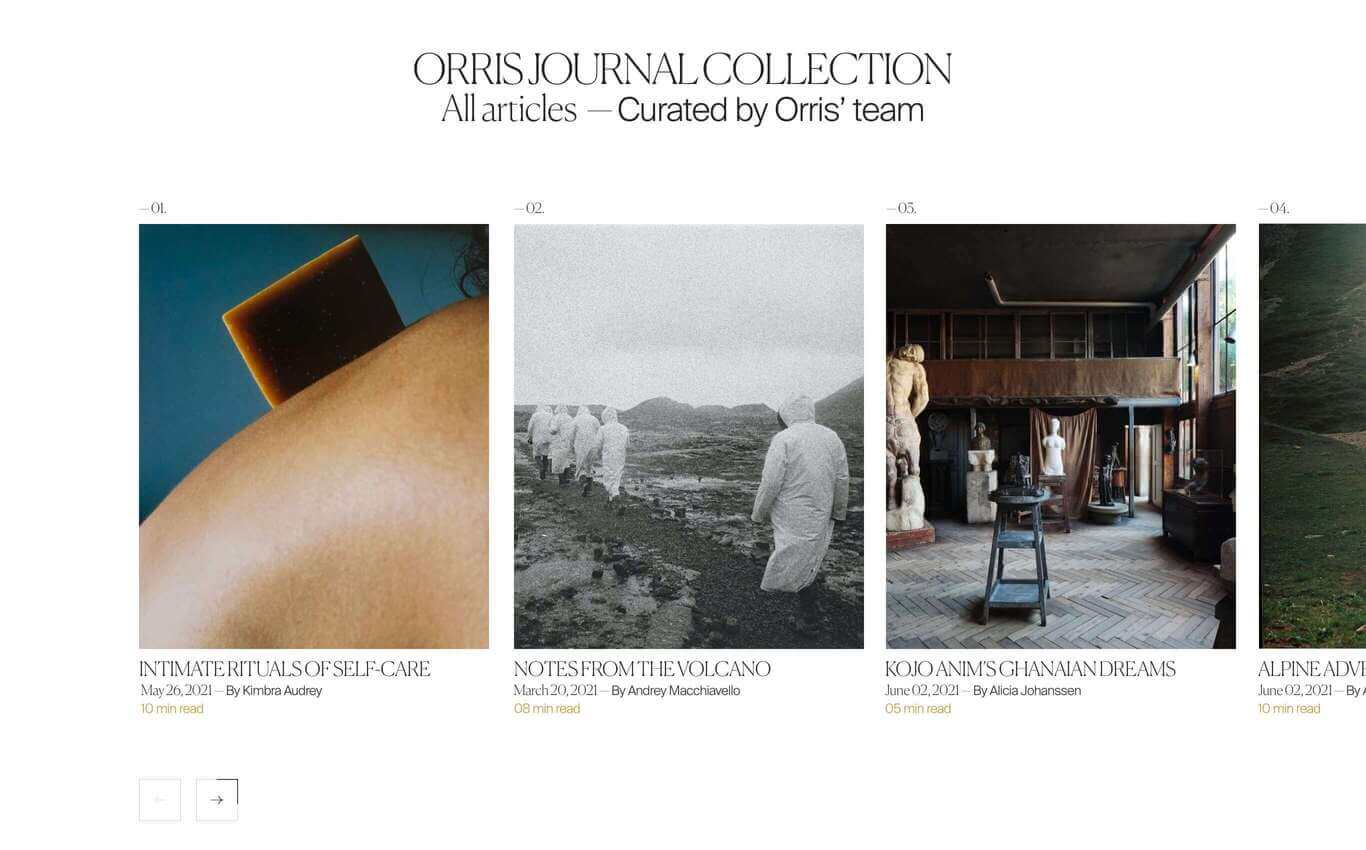 ORRIS JOURNAL COLLECTION
All articles — Curated by Orris’ team
—01.
INTIMATE RITUALS OF SELF-CARE
May 26, 2021 — By Kimbra Audrey
10 min read
—02.
NOTES FROM THE VOLCANO
March 20, 2021 — By Andrey Macchiavello
08 min read
—03.
KOJO ANIM’S GHANAIAN DREAMS
June 02, 2021 — By Alicia Johanssen
05 min read
—04.
ALPINE
June 02, 2021 — By
10 min read